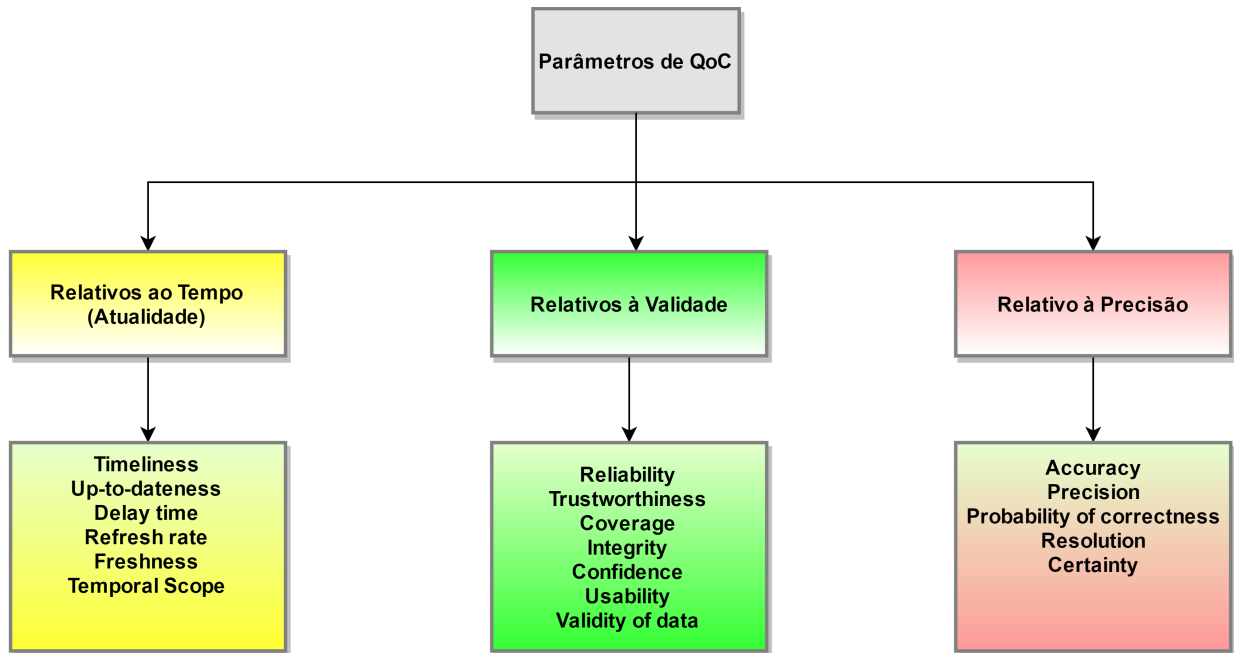 Parâmetros de QoC
Relativos ao Tempo
(Atualidade)
Relativos à Validade
Relativo à Precisão
Timeliness
Up-to-dateness
Delay time
Refresh rate
Freshness
Temporal Scope
Reliability
Trustworthiness
Coverage
Integrity
Confidence
Usability
Validity of data
Accuracy
Precision
Probability of correctness
Resolution
Certainty